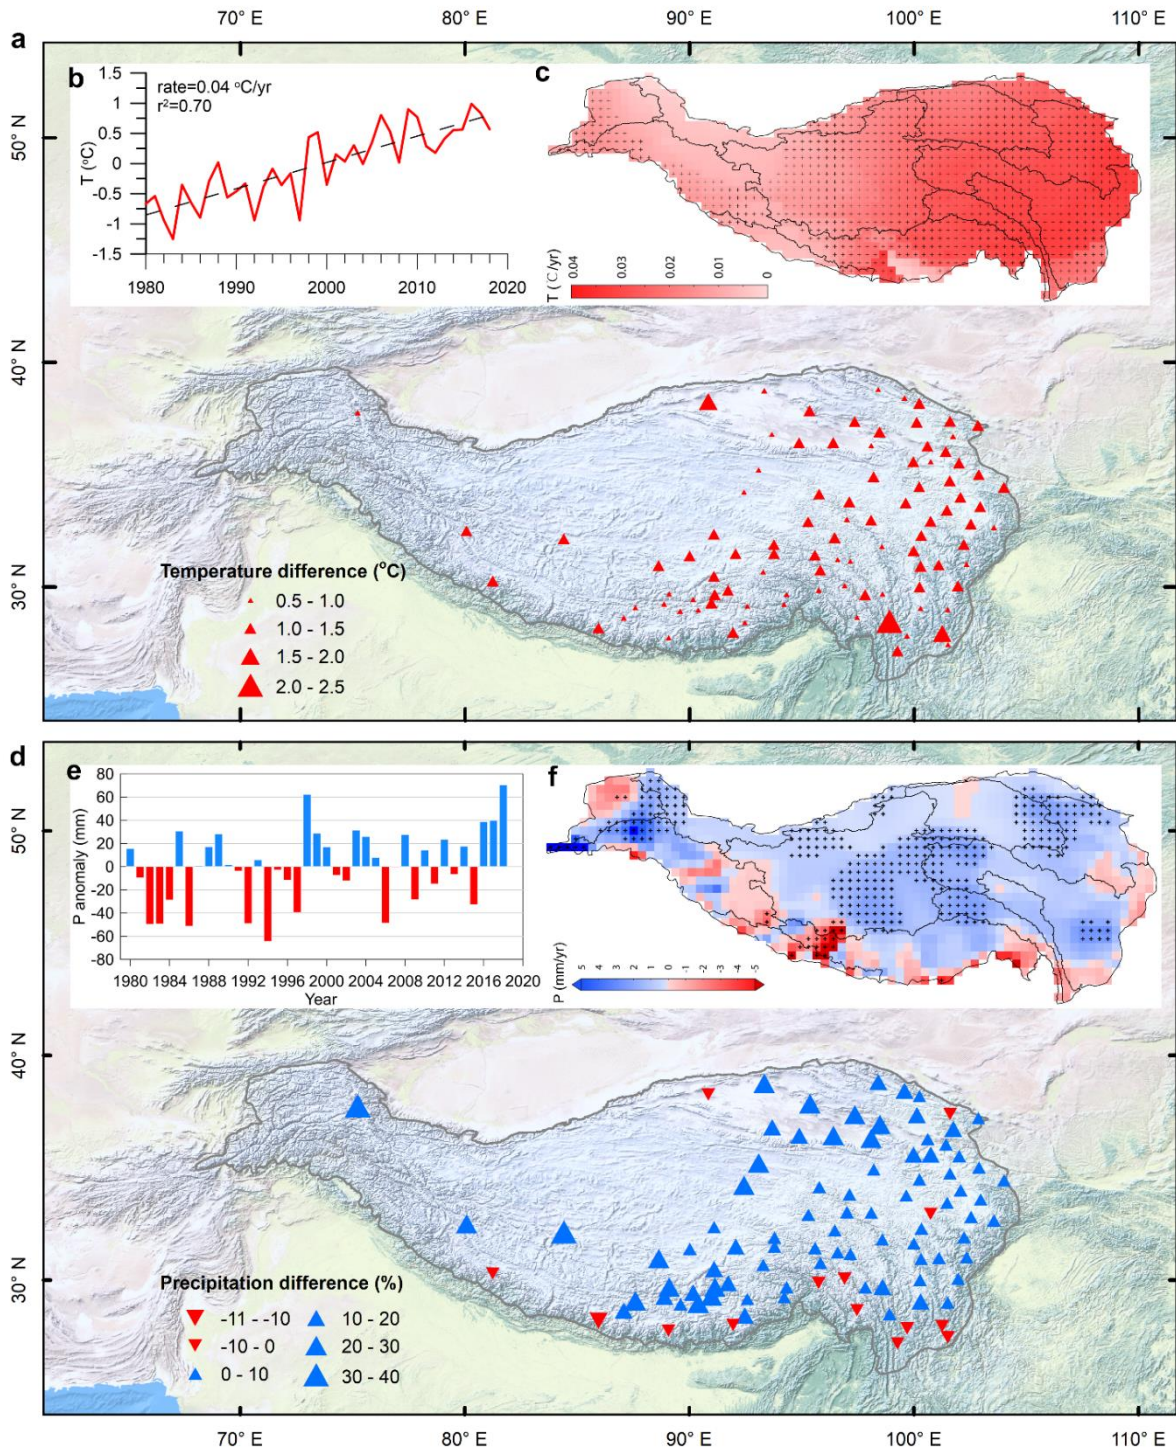 70° E 80° E 90° E 100° E 110° E
a
b
1.5
1
0.5
0
-0.5
-1
-1.5
T (°C)
rate=0.04 °C/yr
r²=0.70
1980 1990 2000 2010 2020
c
T (℃/yr)
0.04 0.03 0.02 0.01 0
50° N
40° N
30° N
Temperature difference (°C)
0.5 - 1.0
1.0 - 1.5
1.5 - 2.0
2.0 - 2.5
d
e
80
60
40
20
0
-20
-40
-60
-80
P anomaly (mm)
1980 1984 1988 1992 1996 2000 2004 2008 2012 2016 2020
Year
f
P (mm/yr)
5 4 3 2 1 0 -1 -2 -3 -4 -5
50° N
40° N
30° N
Precipitation difference (%)
-11 - -10 10 - 20
-10 - 0 20 - 30
0 - 10 30 - 40
70° E 80° E 90° E 100° E 110° E